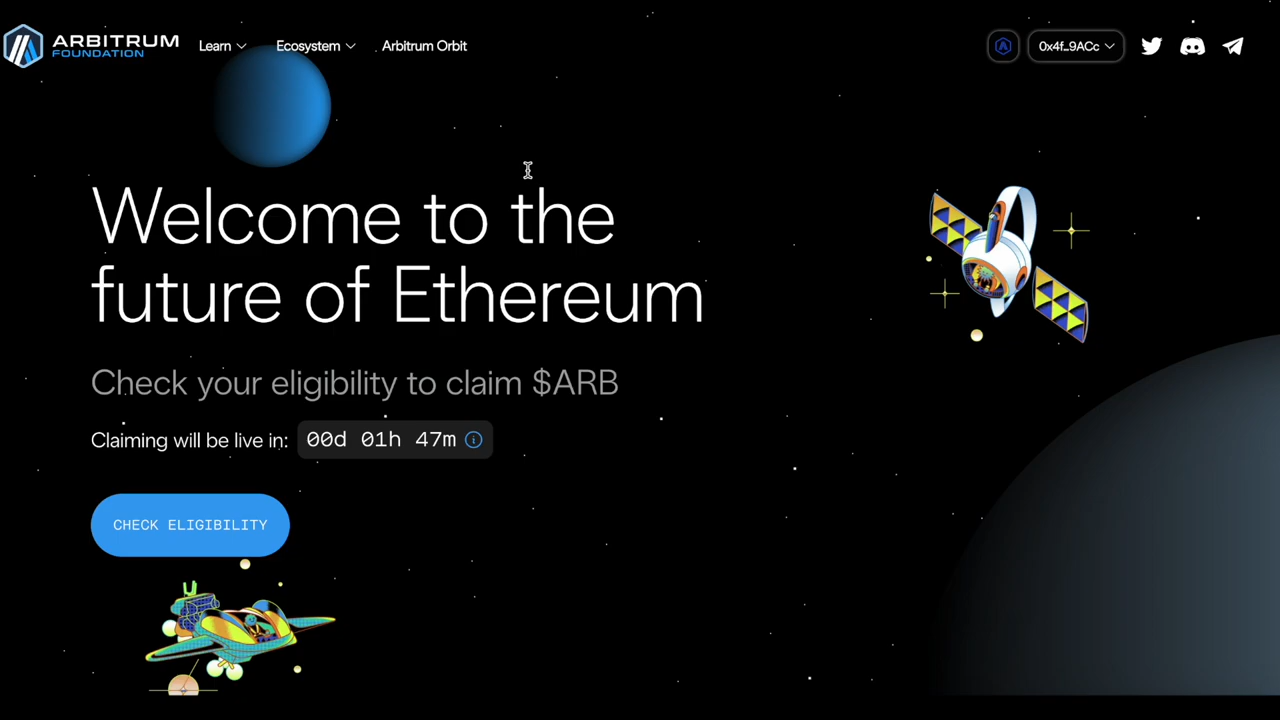 ARBITRUM
FOUNDATION
Learn
Ecosystem
Arbitrum Orbit
0x4f...9ACc
Welcome to the
future of Ethereum
Check your eligibility to claim $ARB
Claiming will be live in: 00d 01h 47m
CHECK ELIGIBILITY